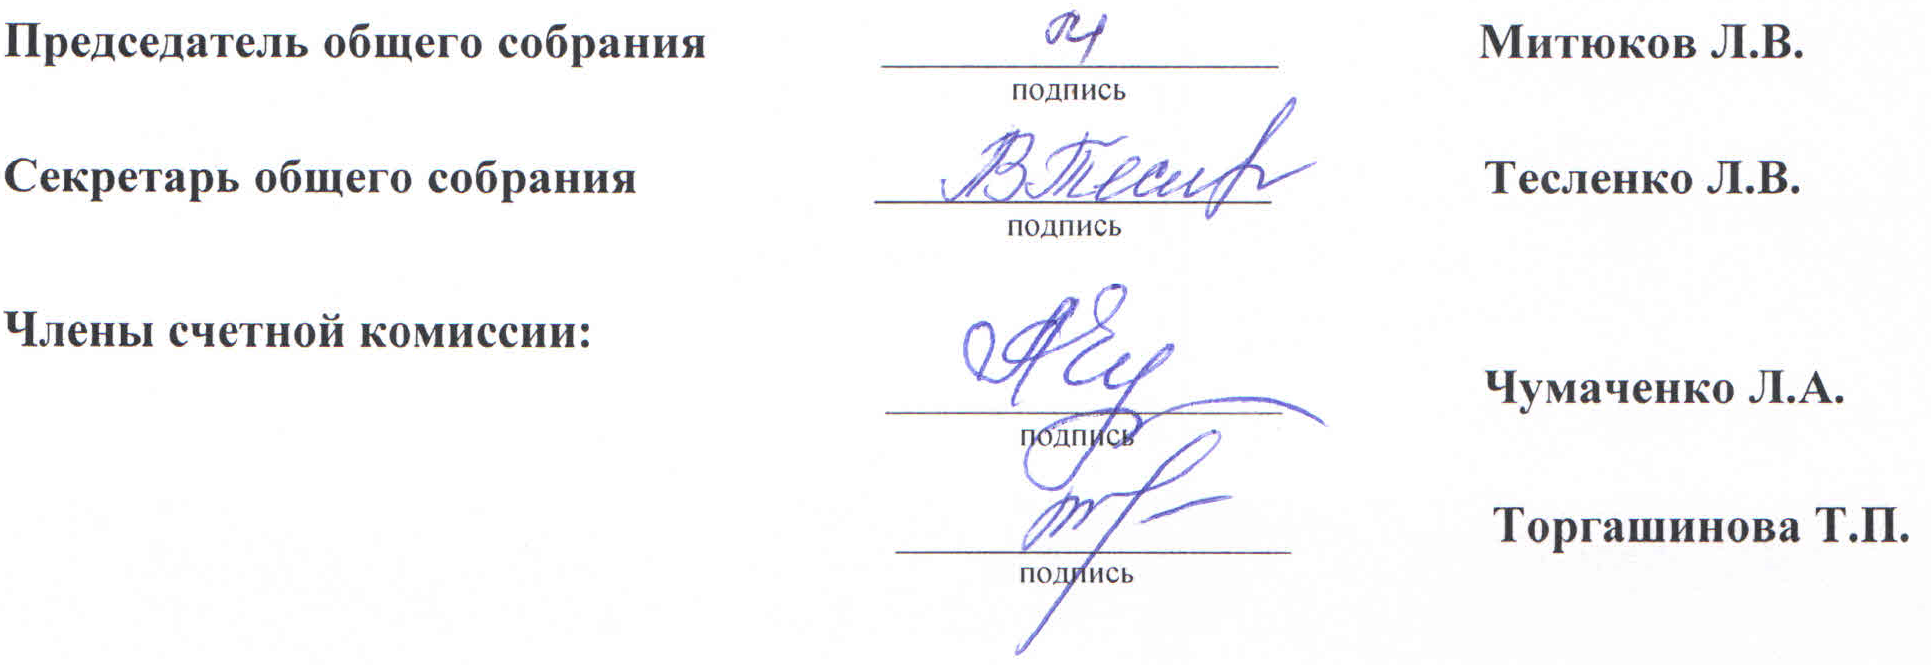 Председатель общего собрания Митюков Л.В.
подпись
Секретарь общего собрания Тесленко Л.В.
подпись
Члены счетной комиссии:
Чумаченко Л.А.
подпись
Торгашинова Т.П.
подпись